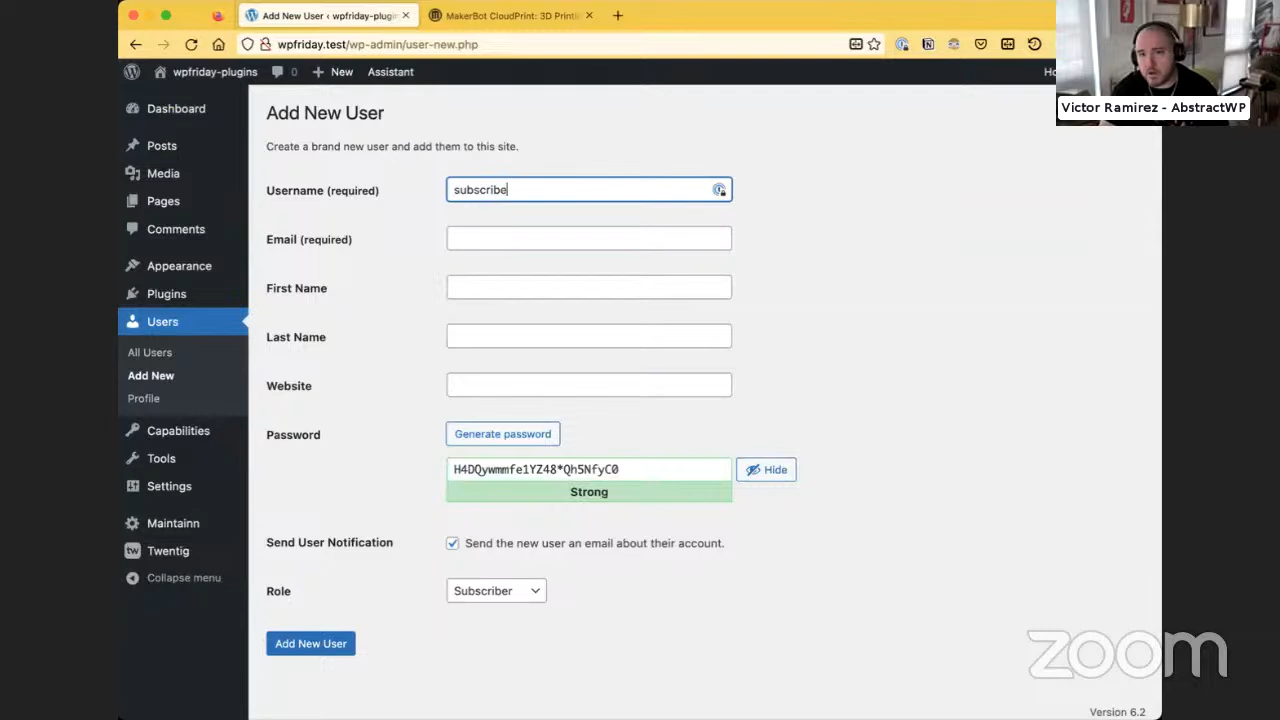 Add New User ‹ wpfriday-plugin
MakerBot CloudPrint: 3D Printi
wpfriday.test/wp-admin/user-new.php
wpfriday-plugins
0
New
Assistant
Ho
Victor Ramirez - AbstractWP
Dashboard
Posts
Media
Pages
Comments
Appearance
Plugins
Users
All Users
Add New
Profile
Capabilities
Tools
Settings
Maintainn
tw Twentig
Collapse menu
Add New User
Create a brand new user and add them to this site.
Username (required)
subscribe
Email (required)
First Name
Last Name
Website
Password
Generate password
H4DQywmmfe1YZ48*Qh5NfyC0
Hide
Strong
Send User Notification
Send the new user an email about their account.
Role
Subscriber
Add New User
zoom
Version 6.2